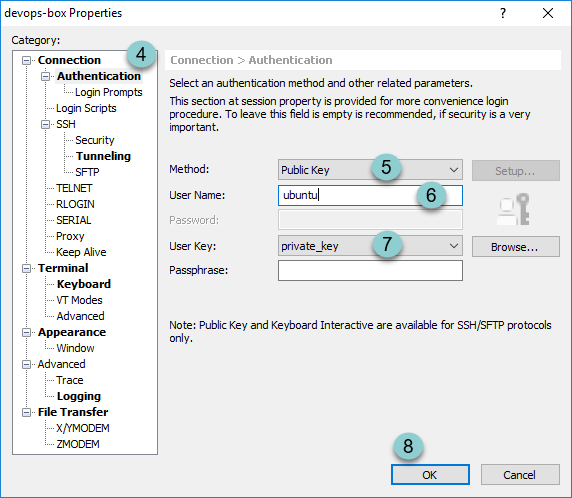 devops-box Properties
Category:
4
Connection
Authentication
Login Prompts
Login Scripts
SSH
Security
Tunneling
SFTP
TELNET
RLOGIN
SERIAL
Proxy
Keep Alive
Terminal
Keyboard
VT Modes
Advanced
Appearance
Window
Advanced
Trace
Logging
File Transfer
X/YMODEM
ZMODEM
Connection > Authentication
Select an authentication method and other related parameters.
This section at session property is provided for more convenience login
procedure. To leave this field is empty is recommended, if security is a very
important.
Method: Public Key 5 Setup...
User Name: ubuntu 6
Password:
User Key: private_key 7 Browse...
Passphrase:
Note: Public Key and Keyboard Interactive are available for SSH/SFTP protocols
only.
8
OK Cancel